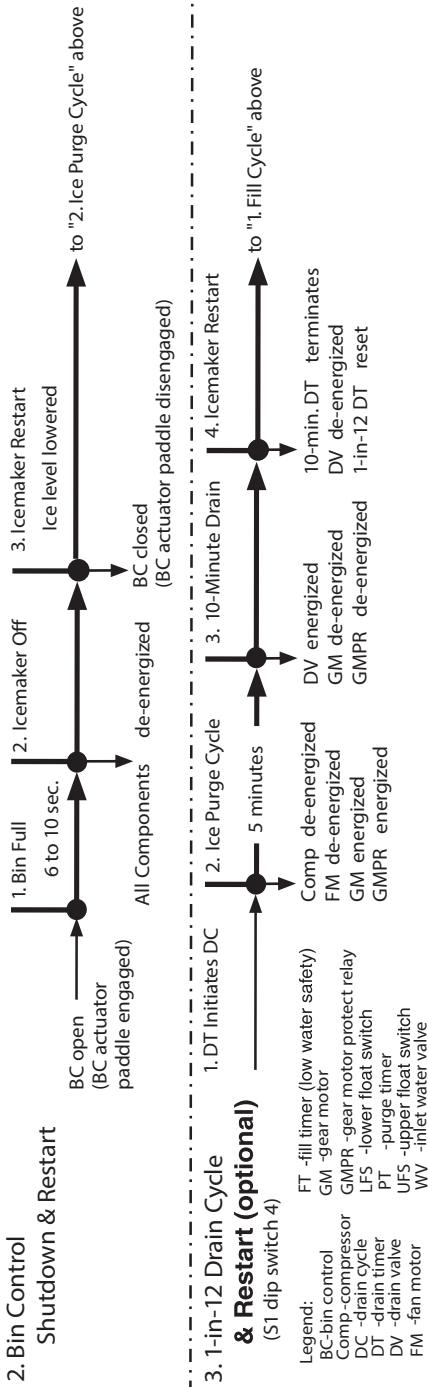 2. Bin Control
Shutdown & Restart
1. Bin Full
6 to 10 sec.
2. Icemaker Off
3. Icemaker Restart
Ice level lowered
BC open
(BC actuator
paddle engaged)
to "2. Ice Purge Cycle" above
All Components de-energized
BC closed
(BC actuator paddle disengaged)
3. 1-in-12 Drain Cycle
& Restart (optional)
(S1 dip switch 4)
1. DT Initiates DC
2. Ice Purge Cycle
5 minutes
3. 10-Minute Drain
4. Icemaker Restart
to "1. Fill Cycle" above
Comp de-energized
FM de-energized
GM energized
GMPR energized
DV energized
GM de-energized
GMPR de-energized
10-min. DT terminates
DV de-energized
1-in-12 DT reset
Legend:
BC-bin control
Comp-compressor
DC -drain cycle
DT -drain timer
DV -drain valve
FM -fan motor
FT -fill timer (low water safety)
GM -gear motor
GMPR -gear motor protect relay
LFS -lower float switch
PT -purge timer
UFS -upper float switch
WV -inlet water valve